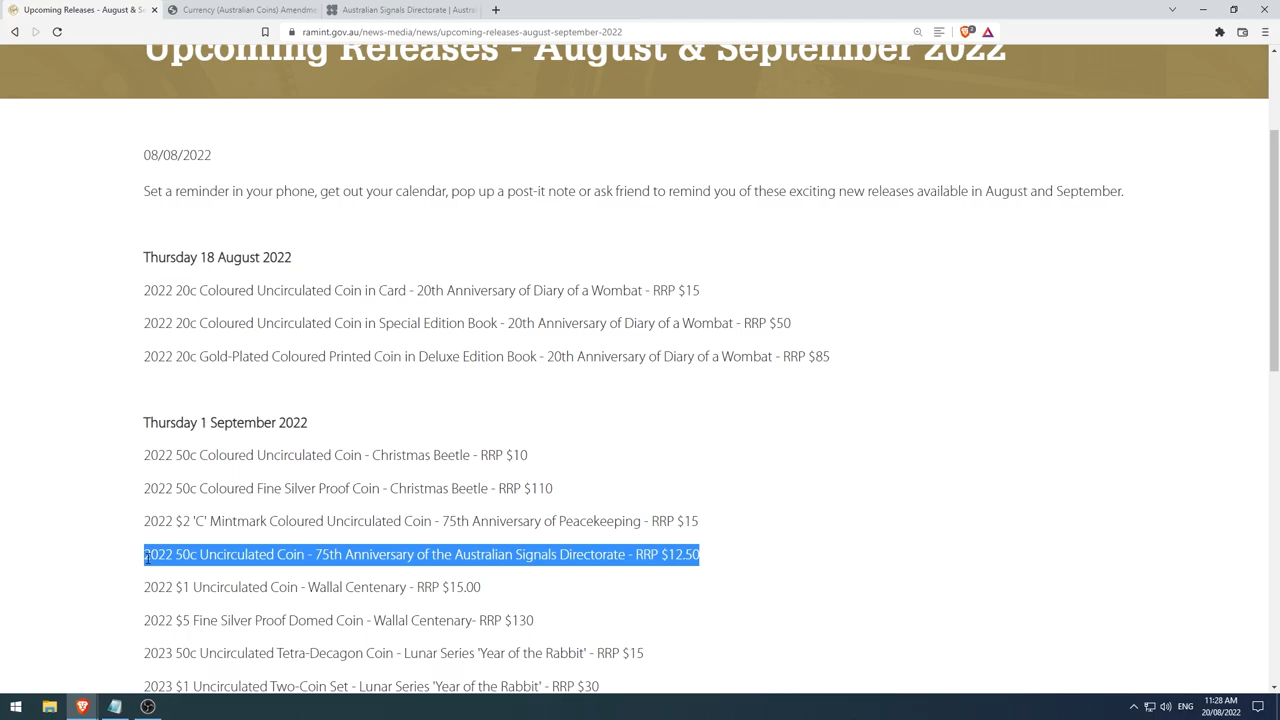 Upcoming Releases - August & Se
Currency (Australian Coins) Amendme
Australian Signals Directorate | Austral
ramint.gov.au/news-media/news/upcoming-releases-august-september-2022
Upcoming Releases - August & September 2022
08/08/2022
Set a reminder in your phone, get out your calendar, pop up a post-it note or ask friend to remind you of these exciting new releases available in August and September.
Thursday 18 August 2022
2022 20c Coloured Uncirculated Coin in Card - 20th Anniversary of Diary of a Wombat - RRP $15
2022 20c Coloured Uncirculated Coin in Special Edition Book - 20th Anniversary of Diary of a Wombat - RRP $50
2022 20c Gold-Plated Coloured Printed Coin in Deluxe Edition Book - 20th Anniversary of Diary of a Wombat - RRP $85
Thursday 1 September 2022
2022 50c Coloured Uncirculated Coin - Christmas Beetle - RRP $10
2022 50c Coloured Fine Silver Proof Coin - Christmas Beetle - RRP $110
2022 $2 'C' Mintmark Coloured Uncirculated Coin - 75th Anniversary of Peacekeeping - RRP $15
2022 50c Uncirculated Coin - 75th Anniversary of the Australian Signals Directorate - RRP $12.50
2022 $1 Uncirculated Coin - Wallal Centenary - RRP $15.00
2022 $5 Fine Silver Proof Domed Coin - Wallal Centenary- RRP $130
2023 50c Uncirculated Tetra-Decagon Coin - Lunar Series 'Year of the Rabbit' - RRP $15
2023 $1 Uncirculated Two-Coin Set - Lunar Series 'Year of the Rabbit' - RRP $30
ENG
11:28 AM
20/08/2022